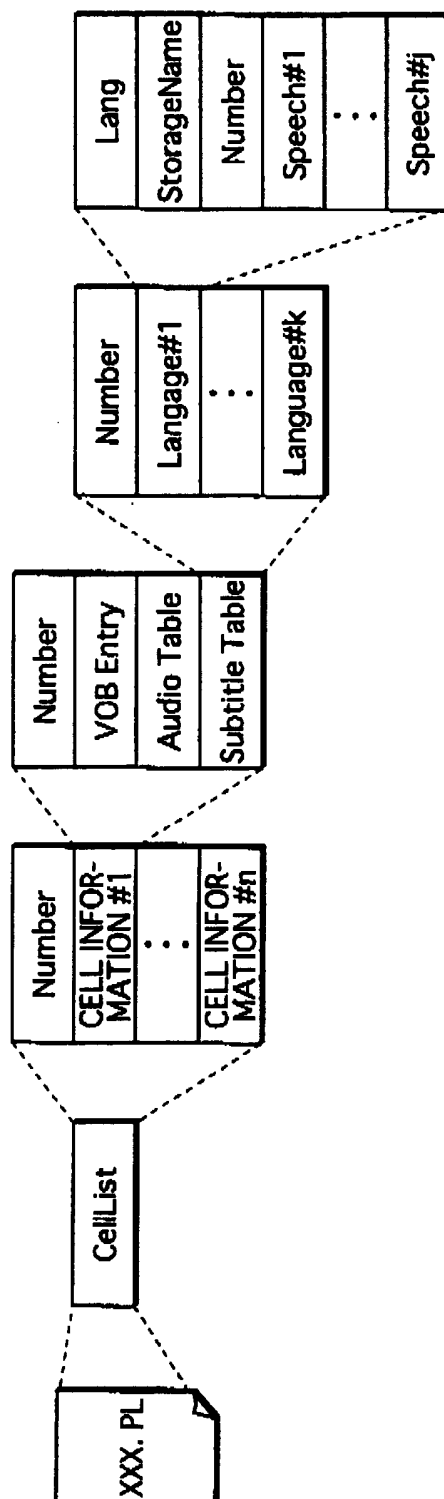 XXX. PL
CellList
Number
CELL INFOR-
MATION #1
⋮
CELL INFOR-
MATION #n
Number
VOB Entry
Audio Table
Subtitle Table
Number
Langage#1
⋮
Language#k
Lang
StorageName
Number
Speech#1
⋮
Speech#j